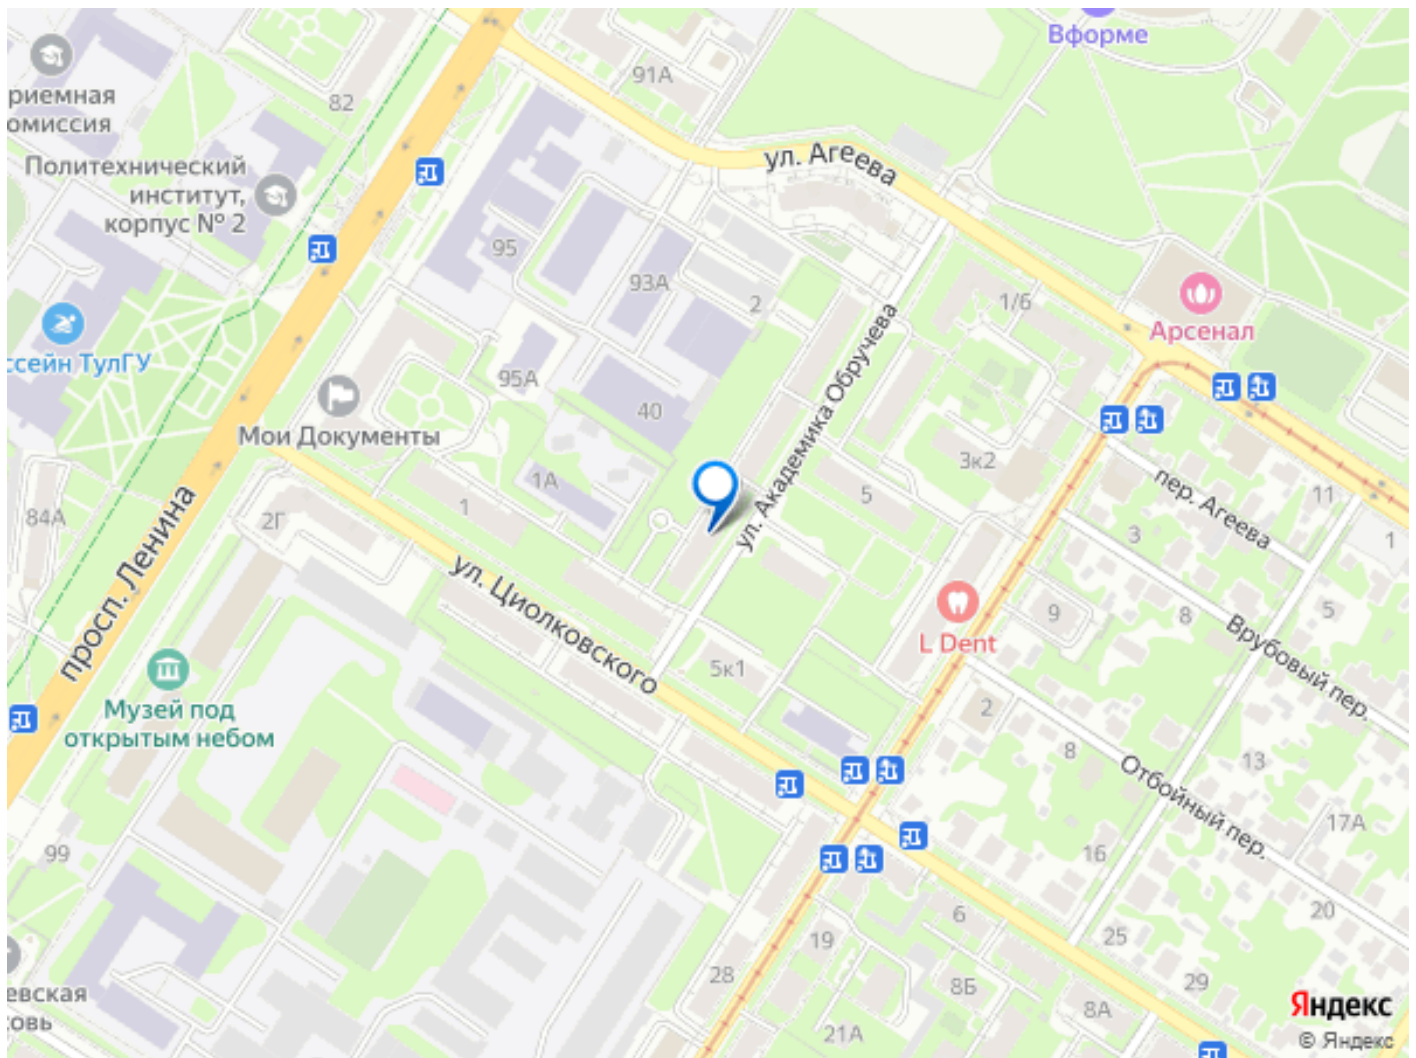 Вформе
91А
82
риемная
омиссия
Политехнический
институт,
корпус № 2
ул. Агеева
95
93А
2
1/6
Арсенал
ссейн ТулГУ
95А
40
Мои Документы
ул. Академика Обручева
3к2
1А
1
5
пер. Агеева
11
84А
2Г
3
1
просп. Ленина
ул. Циолковского
L Dent
9
8
5
Врубовый пер.
5к1
Музей под
открытым небом
2
8
13
Отбойный пер.
17А
99
16
6
20
19
25
28
8Б
29
евская
овь
21А
8А
Яндекс
© Яндекс